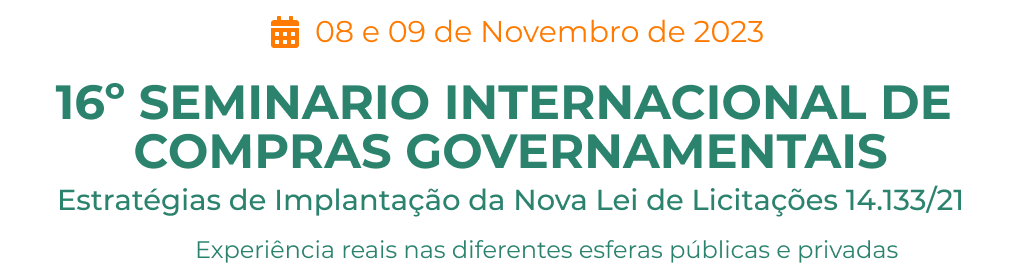 08 e 09 de Novembro de 2023
16º SEMINARIO INTERNACIONAL DE
COMPRAS GOVERNAMENTAIS
Estratégias de Implantação da Nova Lei de Licitações 14.133/21
Experiência reais nas diferentes esferas públicas e privadas